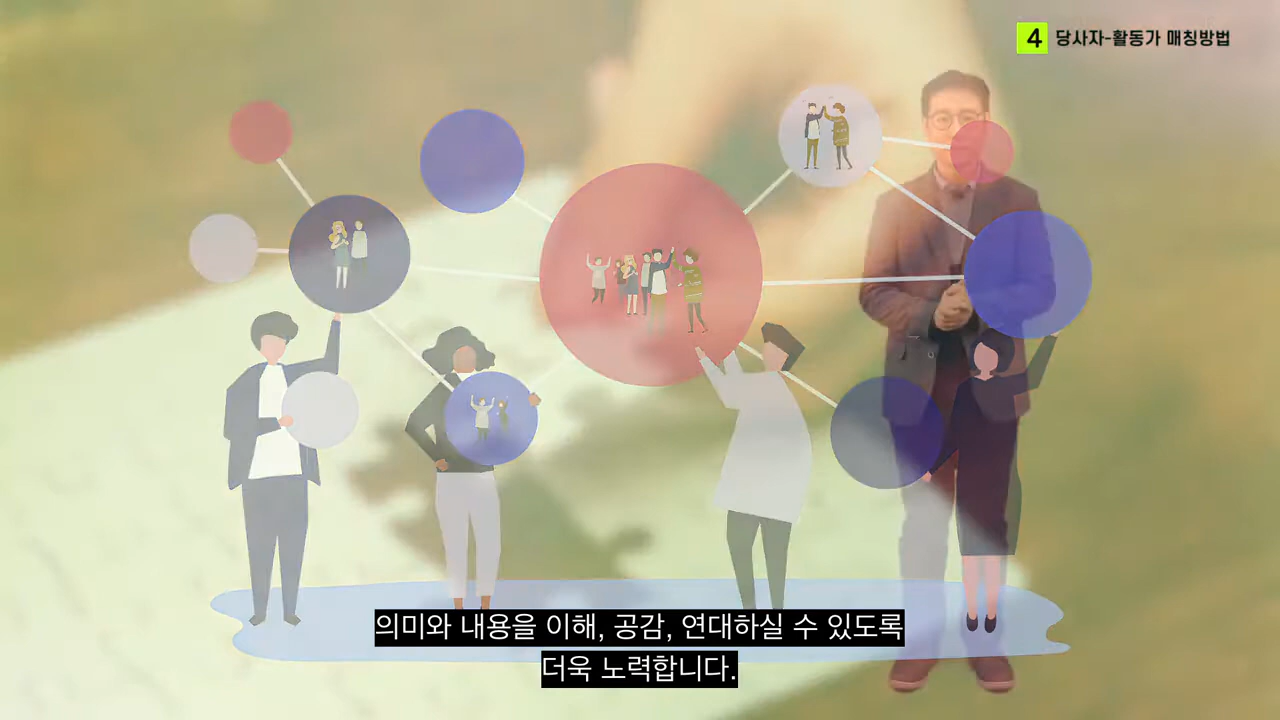 4 당사자-활동가 매칭방법
의미와 내용을 이해, 공감, 연대하실 수 있도록
더욱 노력합니다.